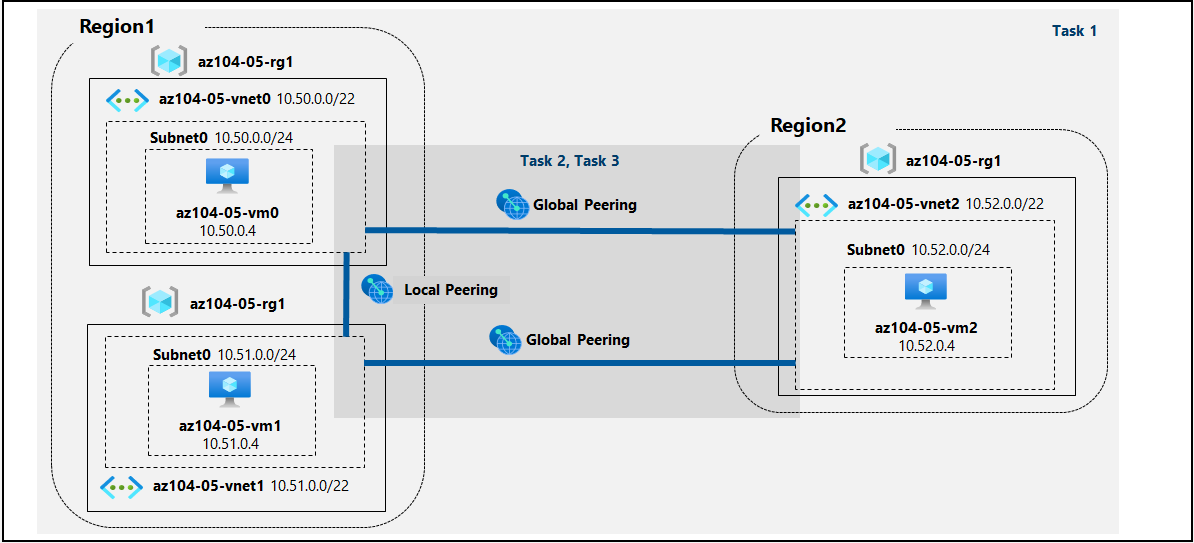 Region1
Task 1
az104-05-rg1
az104-05-vnet0 10.50.0.0/22
Subnet0 10.50.0.0/24
az104-05-vm0
10.50.0.4
Task 2, Task 3
Global Peering
Region2
az104-05-rg1
az104-05-vnet2 10.52.0.0/22
Subnet0 10.52.0.0/24
az104-05-vm2
10.52.0.4
Local Peering
Global Peering
az104-05-rg1
Subnet0 10.51.0.0/24
az104-05-vm1
10.51.0.4
az104-05-vnet1 10.51.0.0/22